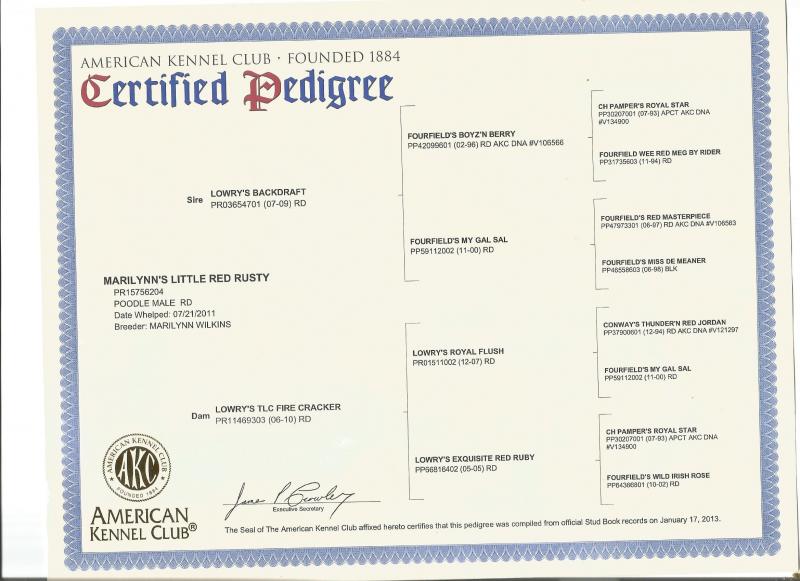 AMERICAN KENNEL CLUB · FOUNDED 1884
Certified Pedigree
CH PAMPER'S ROYAL STAR
PP30207001 (07-93) APCT AKC DNA
#V134900
FOURFIELD'S BOYZ'N BERRY
PP42099601 (02-96) RD AKC DNA #V106566
FOURFIELD WEE RED MEG BY RIDER
PP31735603 (11-94) RD
Sire LOWRY'S BACKDRAFT
PR03654701 (07-09) RD
FOURFIELD'S RED MASTERPIECE
PP47973301 (06-97) RD AKC DNA #V106583
FOURFIELD'S MY GAL SAL
PP59112002 (11-00) RD
FOURFIELD'S MISS DE MEANER
PP46558603 (06-98) BLK
MARILYNN'S LITTLE RED RUSTY
PR15756204
POODLE MALE RD
Date Whelped: 07/21/2011
Breeder: MARILYNN WILKINS
CONWAY'S THUNDER'N RED JORDAN
PP37900601 (12-94) RD AKC DNA #V121297
LOWRY'S ROYAL FLUSH
PR01511002 (12-07) RD
FOURFIELD'S MY GAL SAL
PP59112002 (11-00) RD
Dam LOWRY'S TLC FIRE CRACKER
PR11469303 (06-10) RD
CH PAMPER'S ROYAL STAR
PP30207001 (07-93) APCT AKC DNA
#V134900
LOWRY'S EXQUISITE RED RUBY
PP66816402 (05-05) RD
FOURFIELD'S WILD IRISH ROSE
PP64366801 (10-02) RD
AMERICAN KENNEL CLUB
AKC
FOUNDED 1884
AMERICAN
KENNEL CLUB®
James P Crowley
Executive Secretary
The Seal of The American Kennel Club affixed hereto certifies that this pedigree was compiled from official Stud Book records on January 17, 2013.